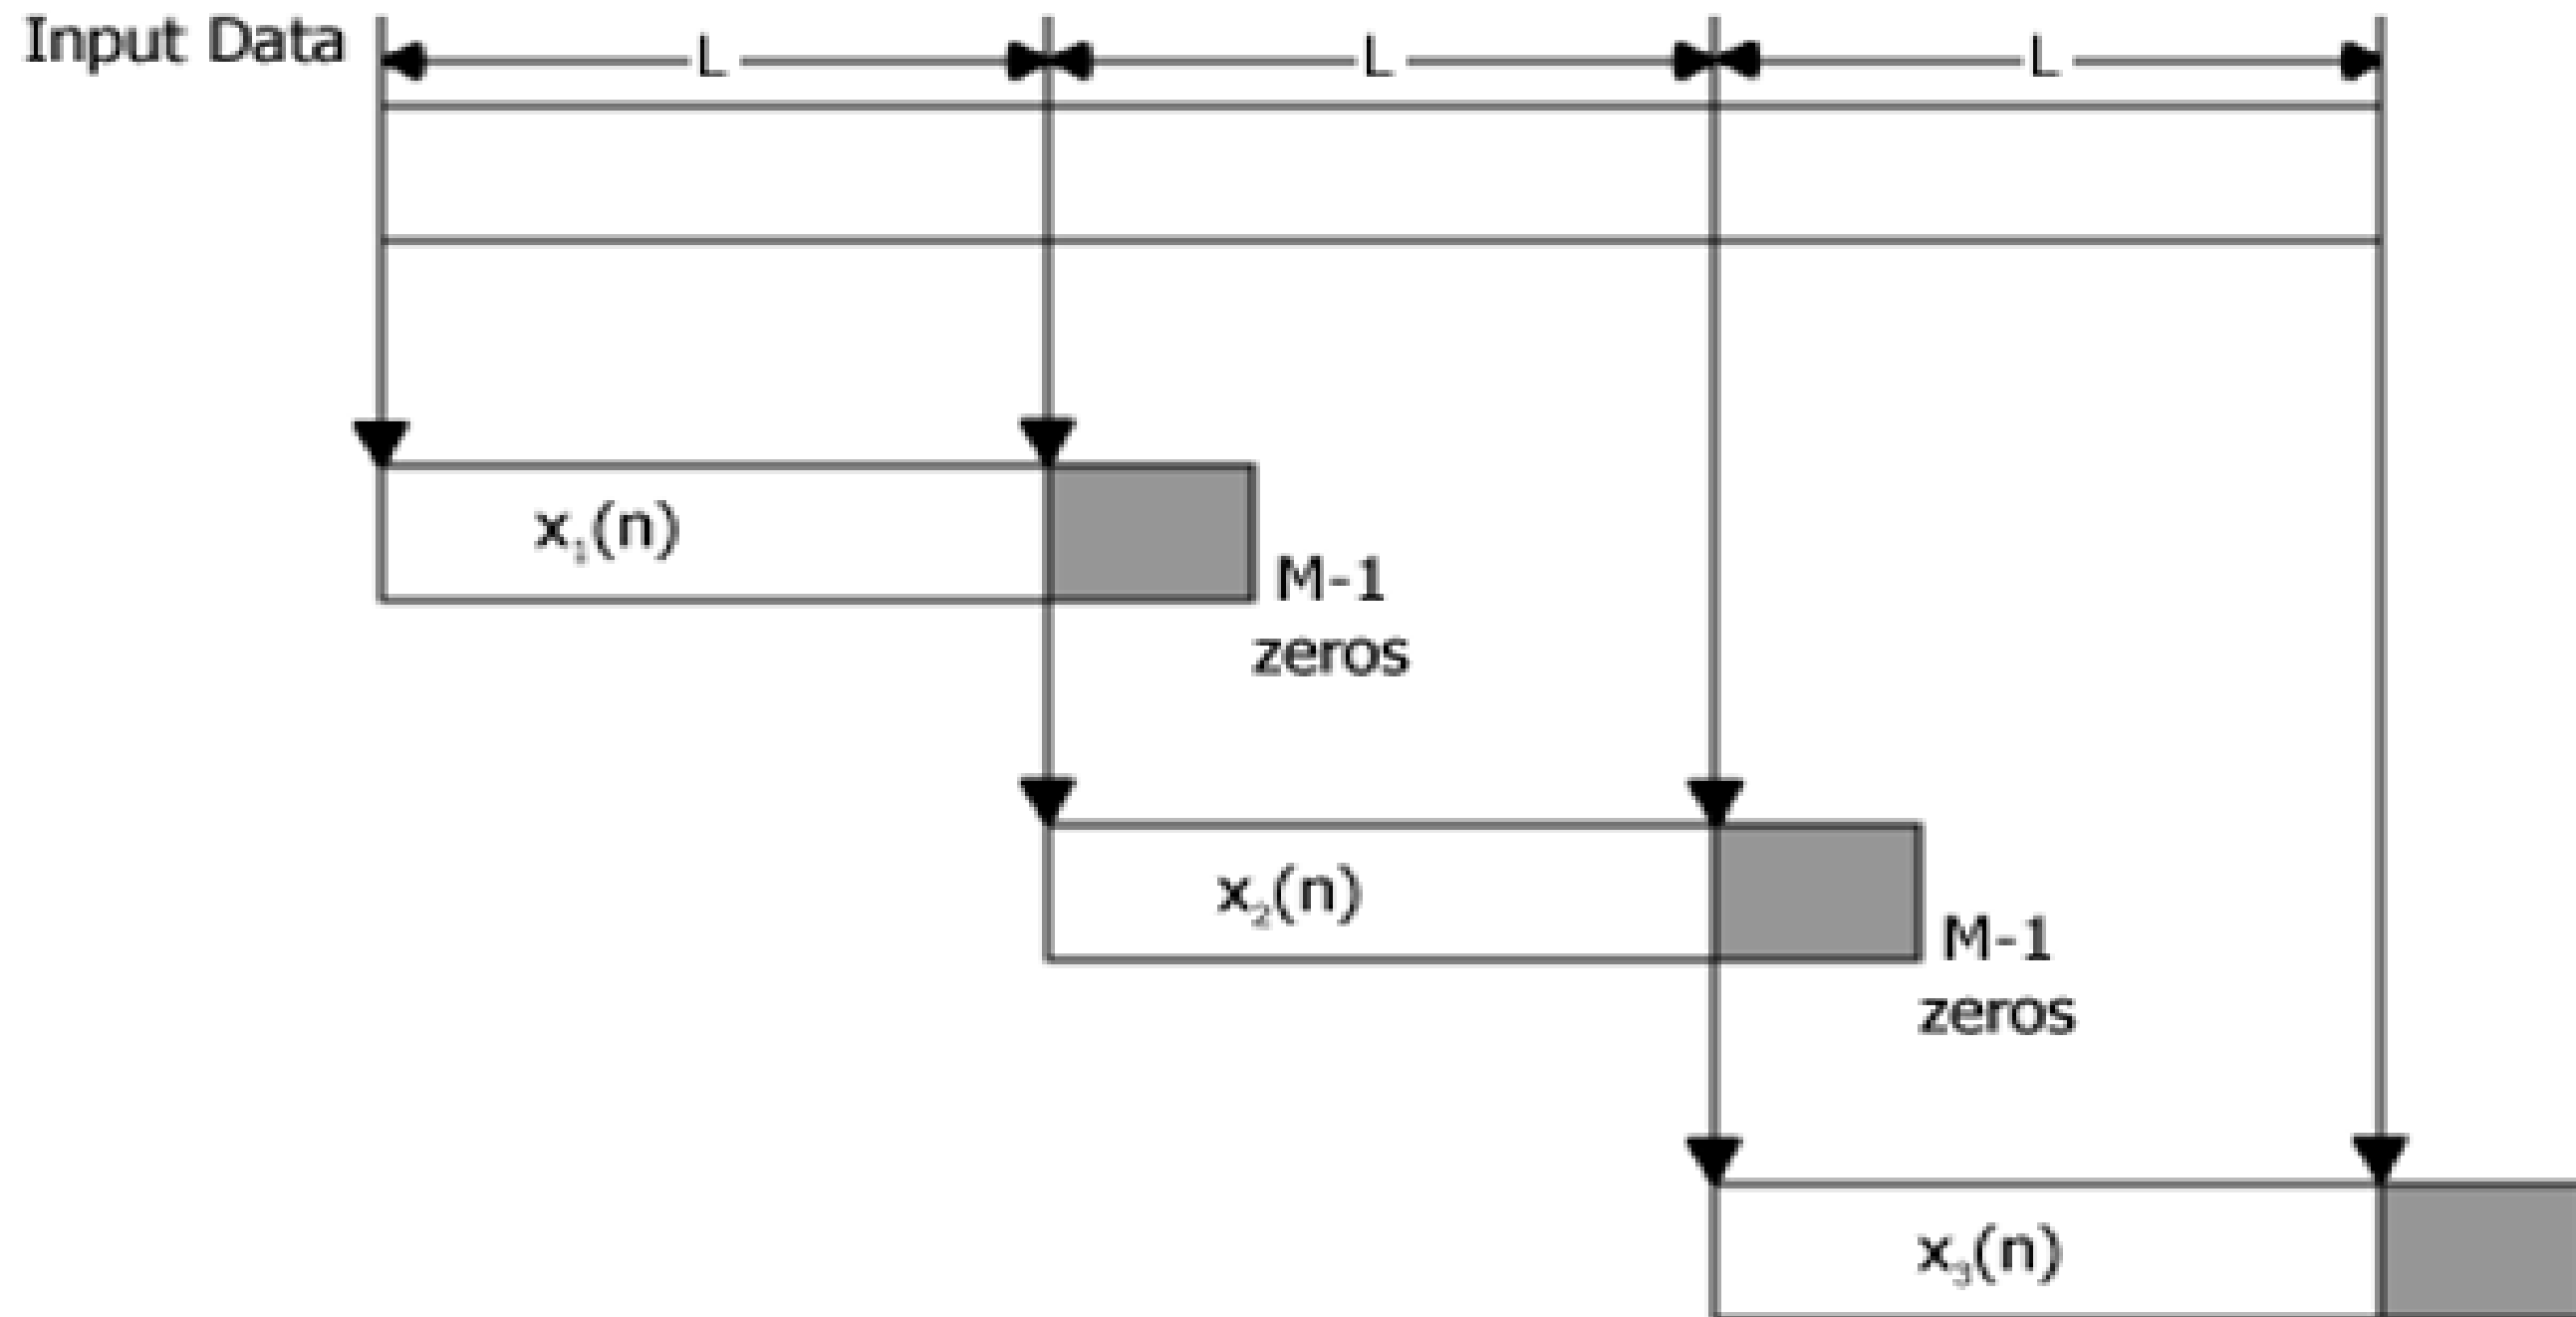 Input Data
L
L
L
x₁(n)
M-1
zeros
x₂(n)
M-1
zeros
x₃(n)